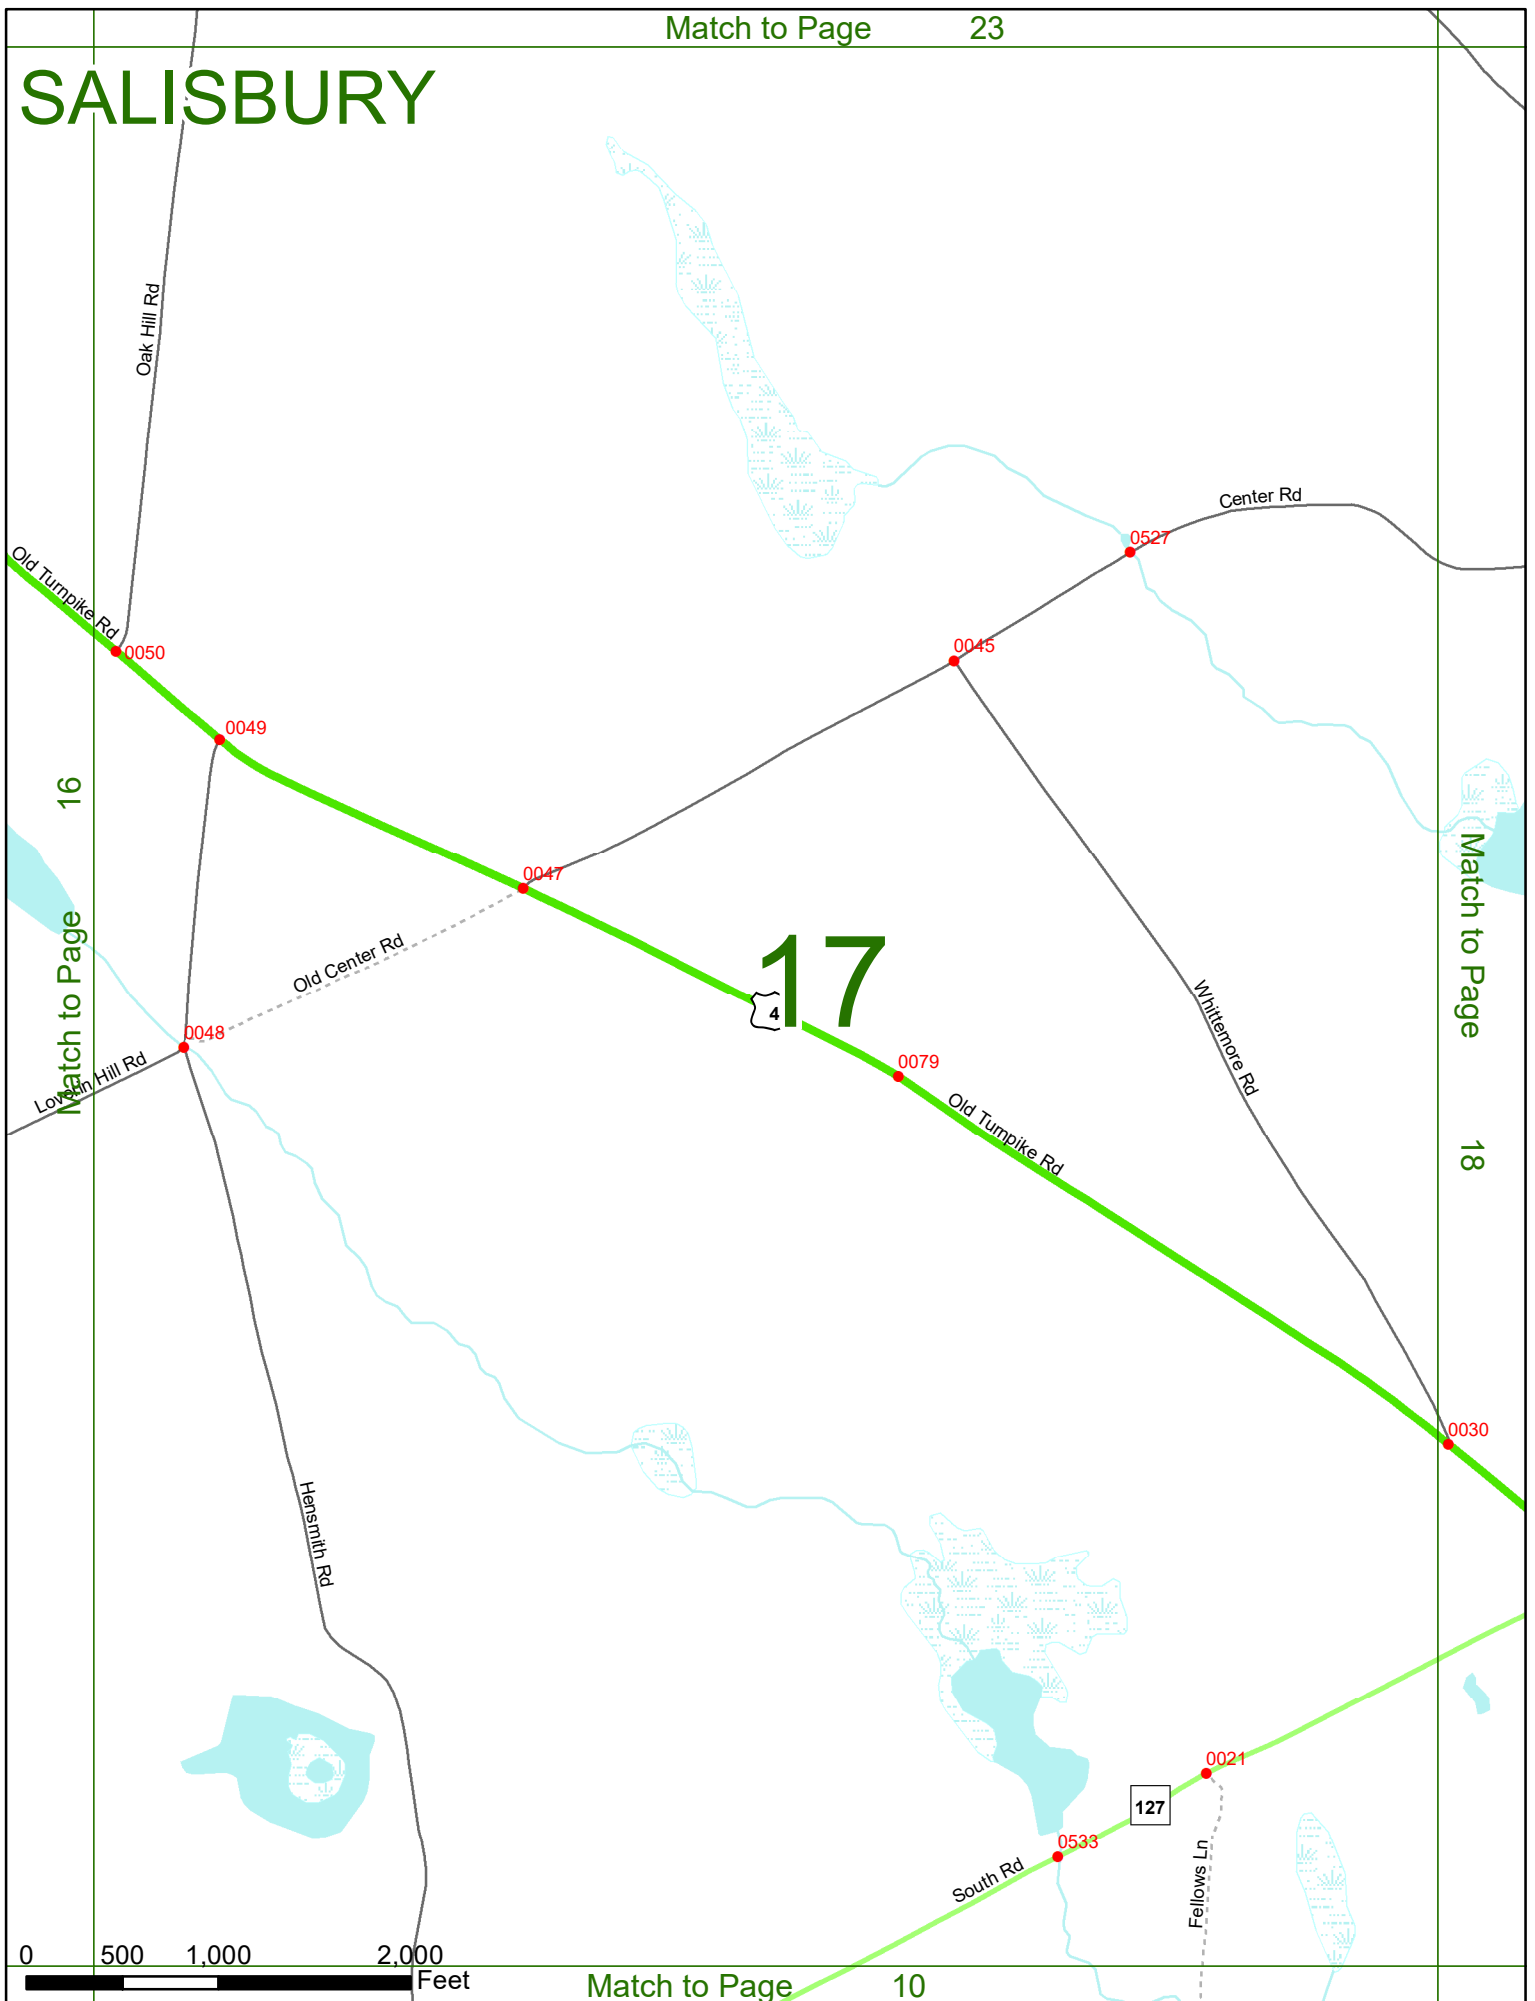 Match to Page 23
SALISBURY
Oak Hill Rd
Center Rd
0527
Old Turnpike Rd
0050
0045
0049
16
Match to Page
0047
Old Center Rd
17
4
Match to Page
18
Whittemore Rd
0048
Loverin Hill Rd
0079
Old Turnpike Rd
0030
Hensmith Rd
0021
127
0533
South Rd
Fellows Ln
0 500 1,000 2,000
Feet
Match to Page 10